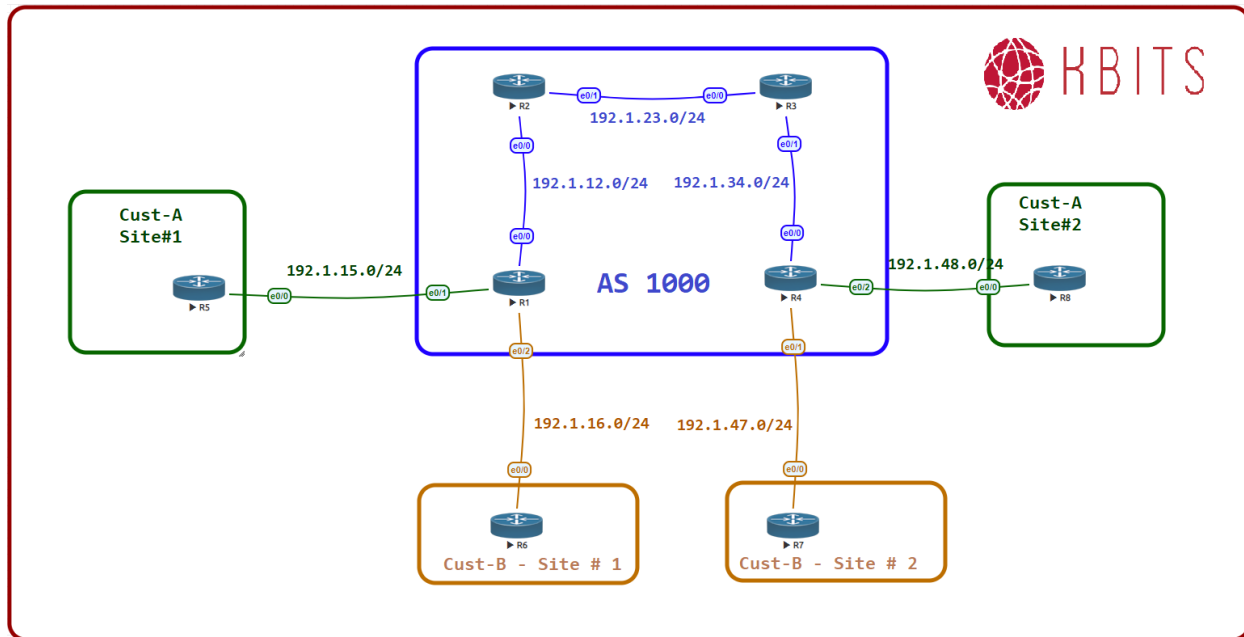 KBITS
R2
e0/1
e0/0
R3
192.1.23.0/24
e0/0
e0/1
192.1.12.0/24
192.1.34.0/24
Cust-A
Site#1
Cust-A
Site#2
e0/0
e0/0
192.1.15.0/24
192.1.48.0/24
AS 1000
R5
e0/0
e0/1
R1
R4
e0/2
e0/0
R8
e0/2
e0/1
192.1.16.0/24
192.1.47.0/24
e0/0
e0/0
R6
R7
Cust-B - Site # 1
Cust-B - Site # 2